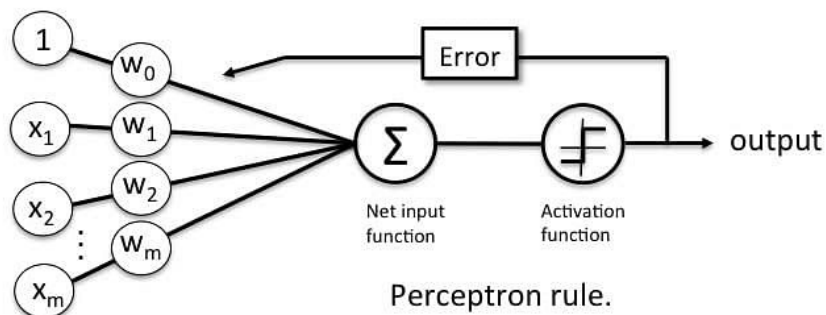 1
w₀
Error
x₁
w₁
Σ
output
x₂
w₂
Net input
function
Activation
function
⋮
wₘ
xₘ
Perceptron rule.